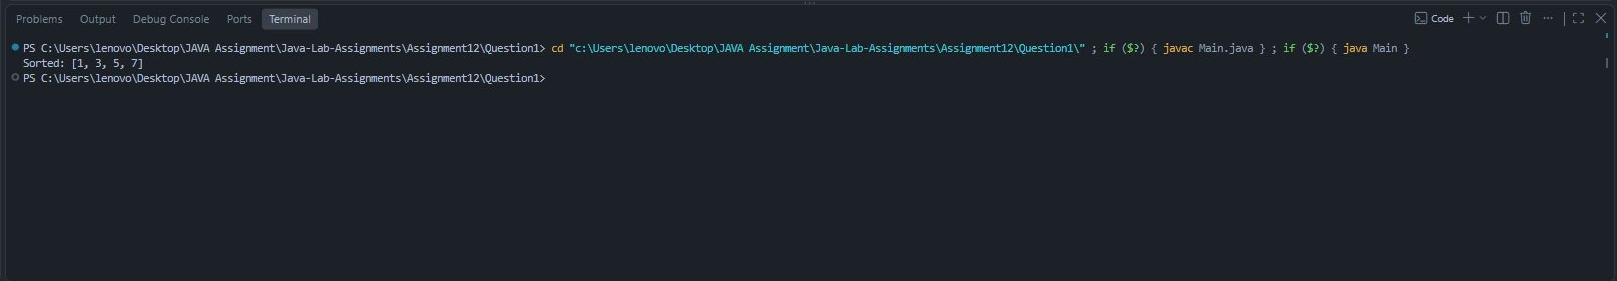 Problems Output Debug Console Ports Terminal Code
PS C:\Users\lenovo\Desktop\JAVA Assignment\Java-Lab-Assignments\Assignment12\Question1> cd "c:\Users\lenovo\Desktop\JAVA Assignment\Java-Lab-Assignments\Assignment12\Question1\" ; if ($?) { javac Main.java } ; if ($?) { java Main }
Sorted: [1, 3, 5, 7]
PS C:\Users\lenovo\Desktop\JAVA Assignment\Java-Lab-Assignments\Assignment12\Question1>